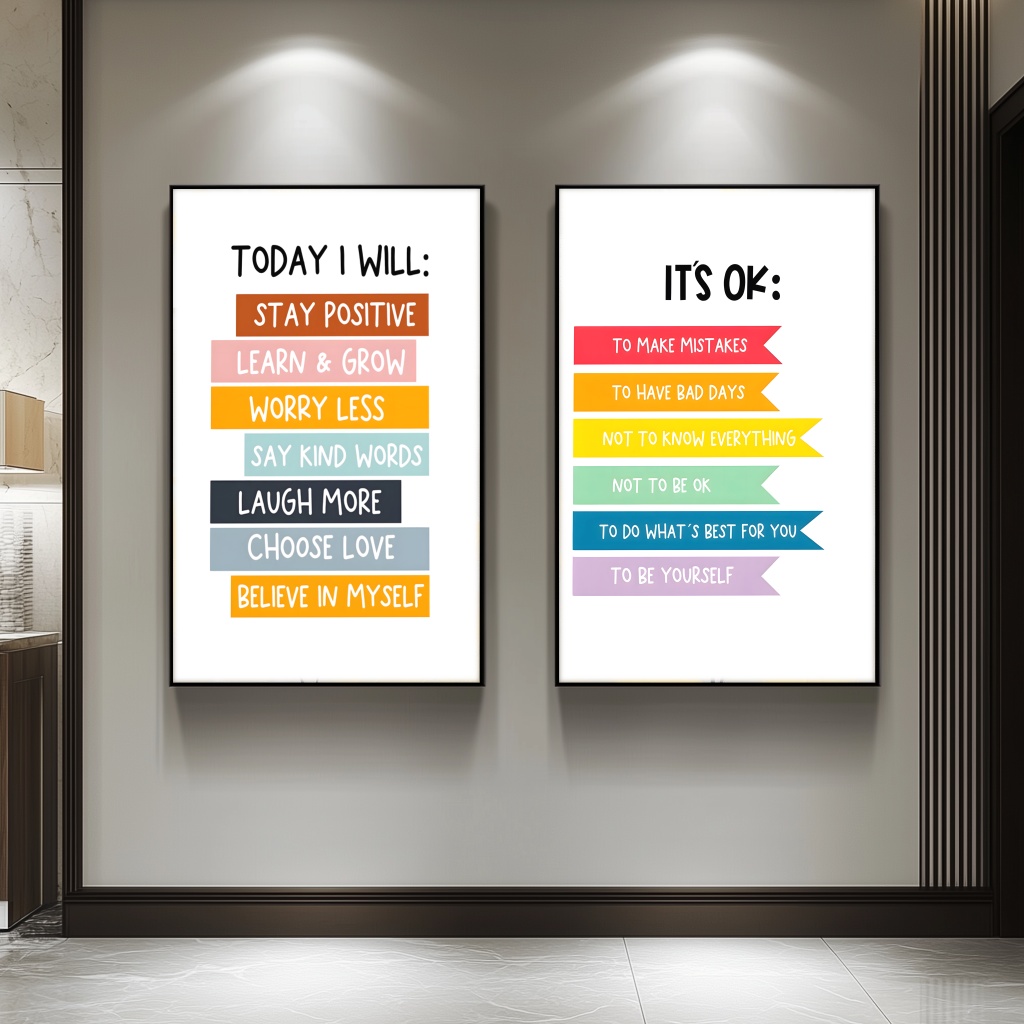 TODAY I WILL:
STAY POSITIVE
LEARN & GROW
WORRY LESS
SAY KIND WORDS
LAUGH MORE
CHOOSE LOVE
BELIEVE IN MYSELF
IT'S OK:
TO MAKE MISTAKES
TO HAVE BAD DAYS
NOT TO KNOW EVERYTHING
NOT TO BE OK
TO DO WHAT'S BEST FOR YOU
TO BE YOURSELF